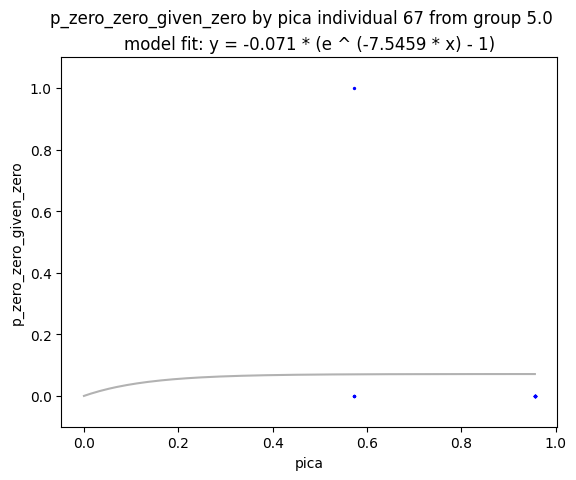 p_zero_zero_given_zero by pica individual 67 from group 5.0
model fit: y = -0.071 * (e ^ (-7.5459 * x) - 1)
1.0
0.8
0.6
0.4
0.2
0.0
p_zero_zero_given_zero
0.0 0.2 0.4 0.6 0.8 1.0
pica